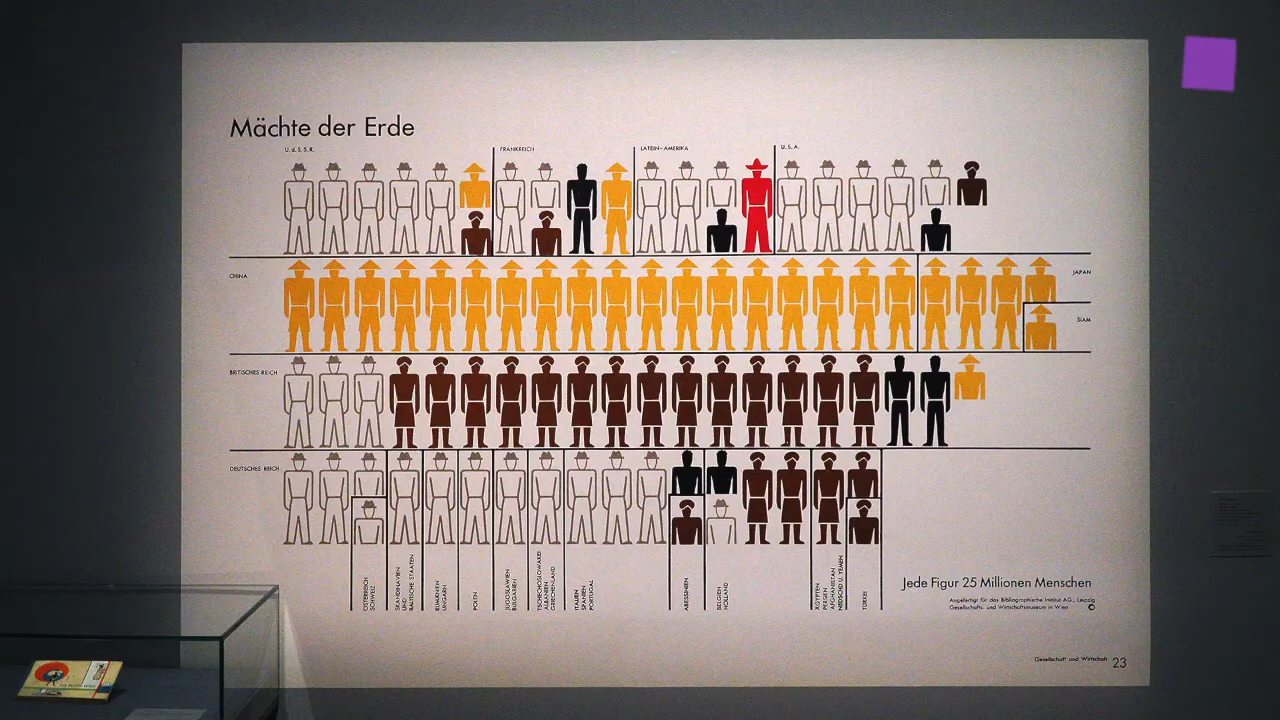 Mächte der Erde
U.d.S.S.R.
FRANKREICH
LATEIN-AMERIKA
U.S.A.
CHINA
JAPAN
SIAM
BRITISCHES REICH
DEUTSCHES REICH
ÖSTERREICH
SCHWEIZ
SKANDINAVIEN
UND
BALTISCHE STAATEN
RUMÄNIEN
UNGARN
POLEN
JUGOSLAWIEN
BULGARIEN
TSCHECHOSLOWAKEI
ALBANIEN
GRIECHENLAND
ITALIEN
SPANIEN
PORTUGAL
ABESSINIEN
BELGIEN
HOLLAND
ÄGYPTEN
PERSIEN
AFGHANISTAN
NEDSCHD U. YEMEN
TÜRKEI
Jede Figur 25 Millionen Menschen
Angefertigt für das Bibliographische Institut AG., Leipzig
Gesellschafts- und Wirtschaftsmuseum in Wien ©
Gesellschaft und Wirtschaft 23